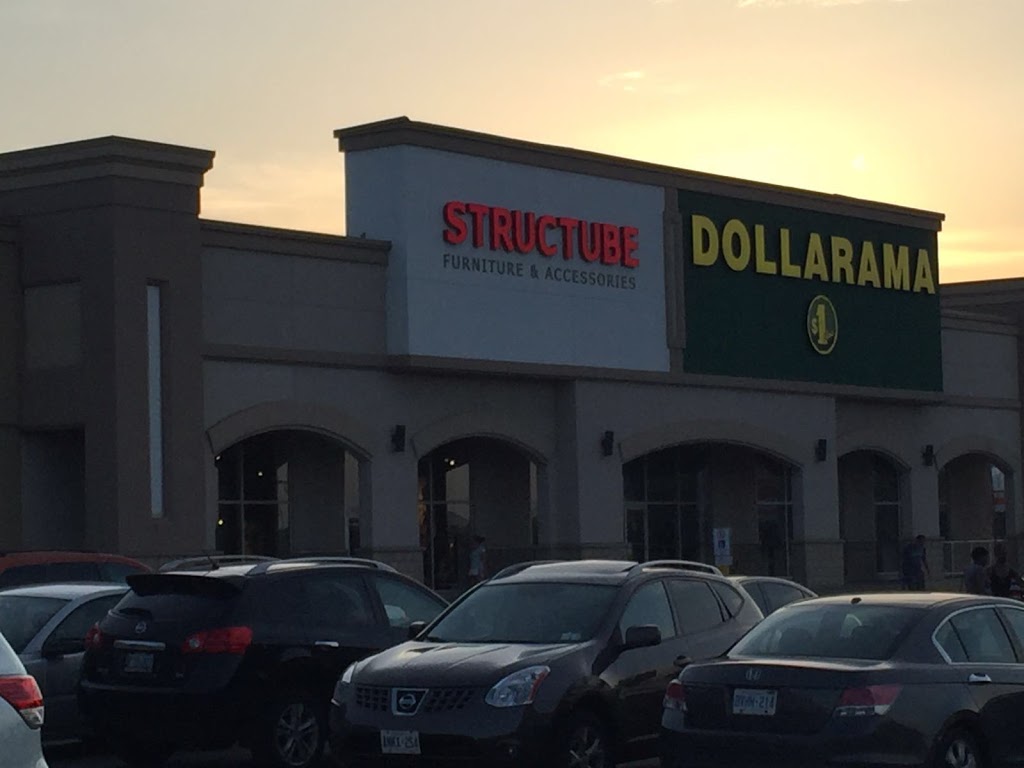 STRUCTUBE
FURNITURE & ACCESSORIES
DOLLARAMA
$1